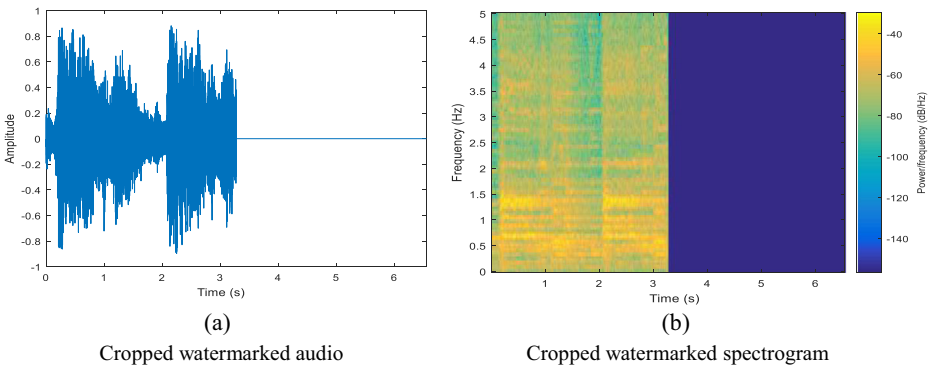 1
0.8
0.6
0.4
0.2
0
-0.2
-0.4
-0.6
-0.8
-1
Amplitude
0 1 2 3 4 5 6
Time (s)
(a)
Cropped watermarked audio
5
4.5
4
3.5
3
2.5
2
1.5
1
0.5
0
Frequency (Hz)
1 2 3 4 5 6
Time (s)
-40
-60
-80
-100
-120
-140
Power/frequency (dB/Hz)
(b)
Cropped watermarked spectrogram